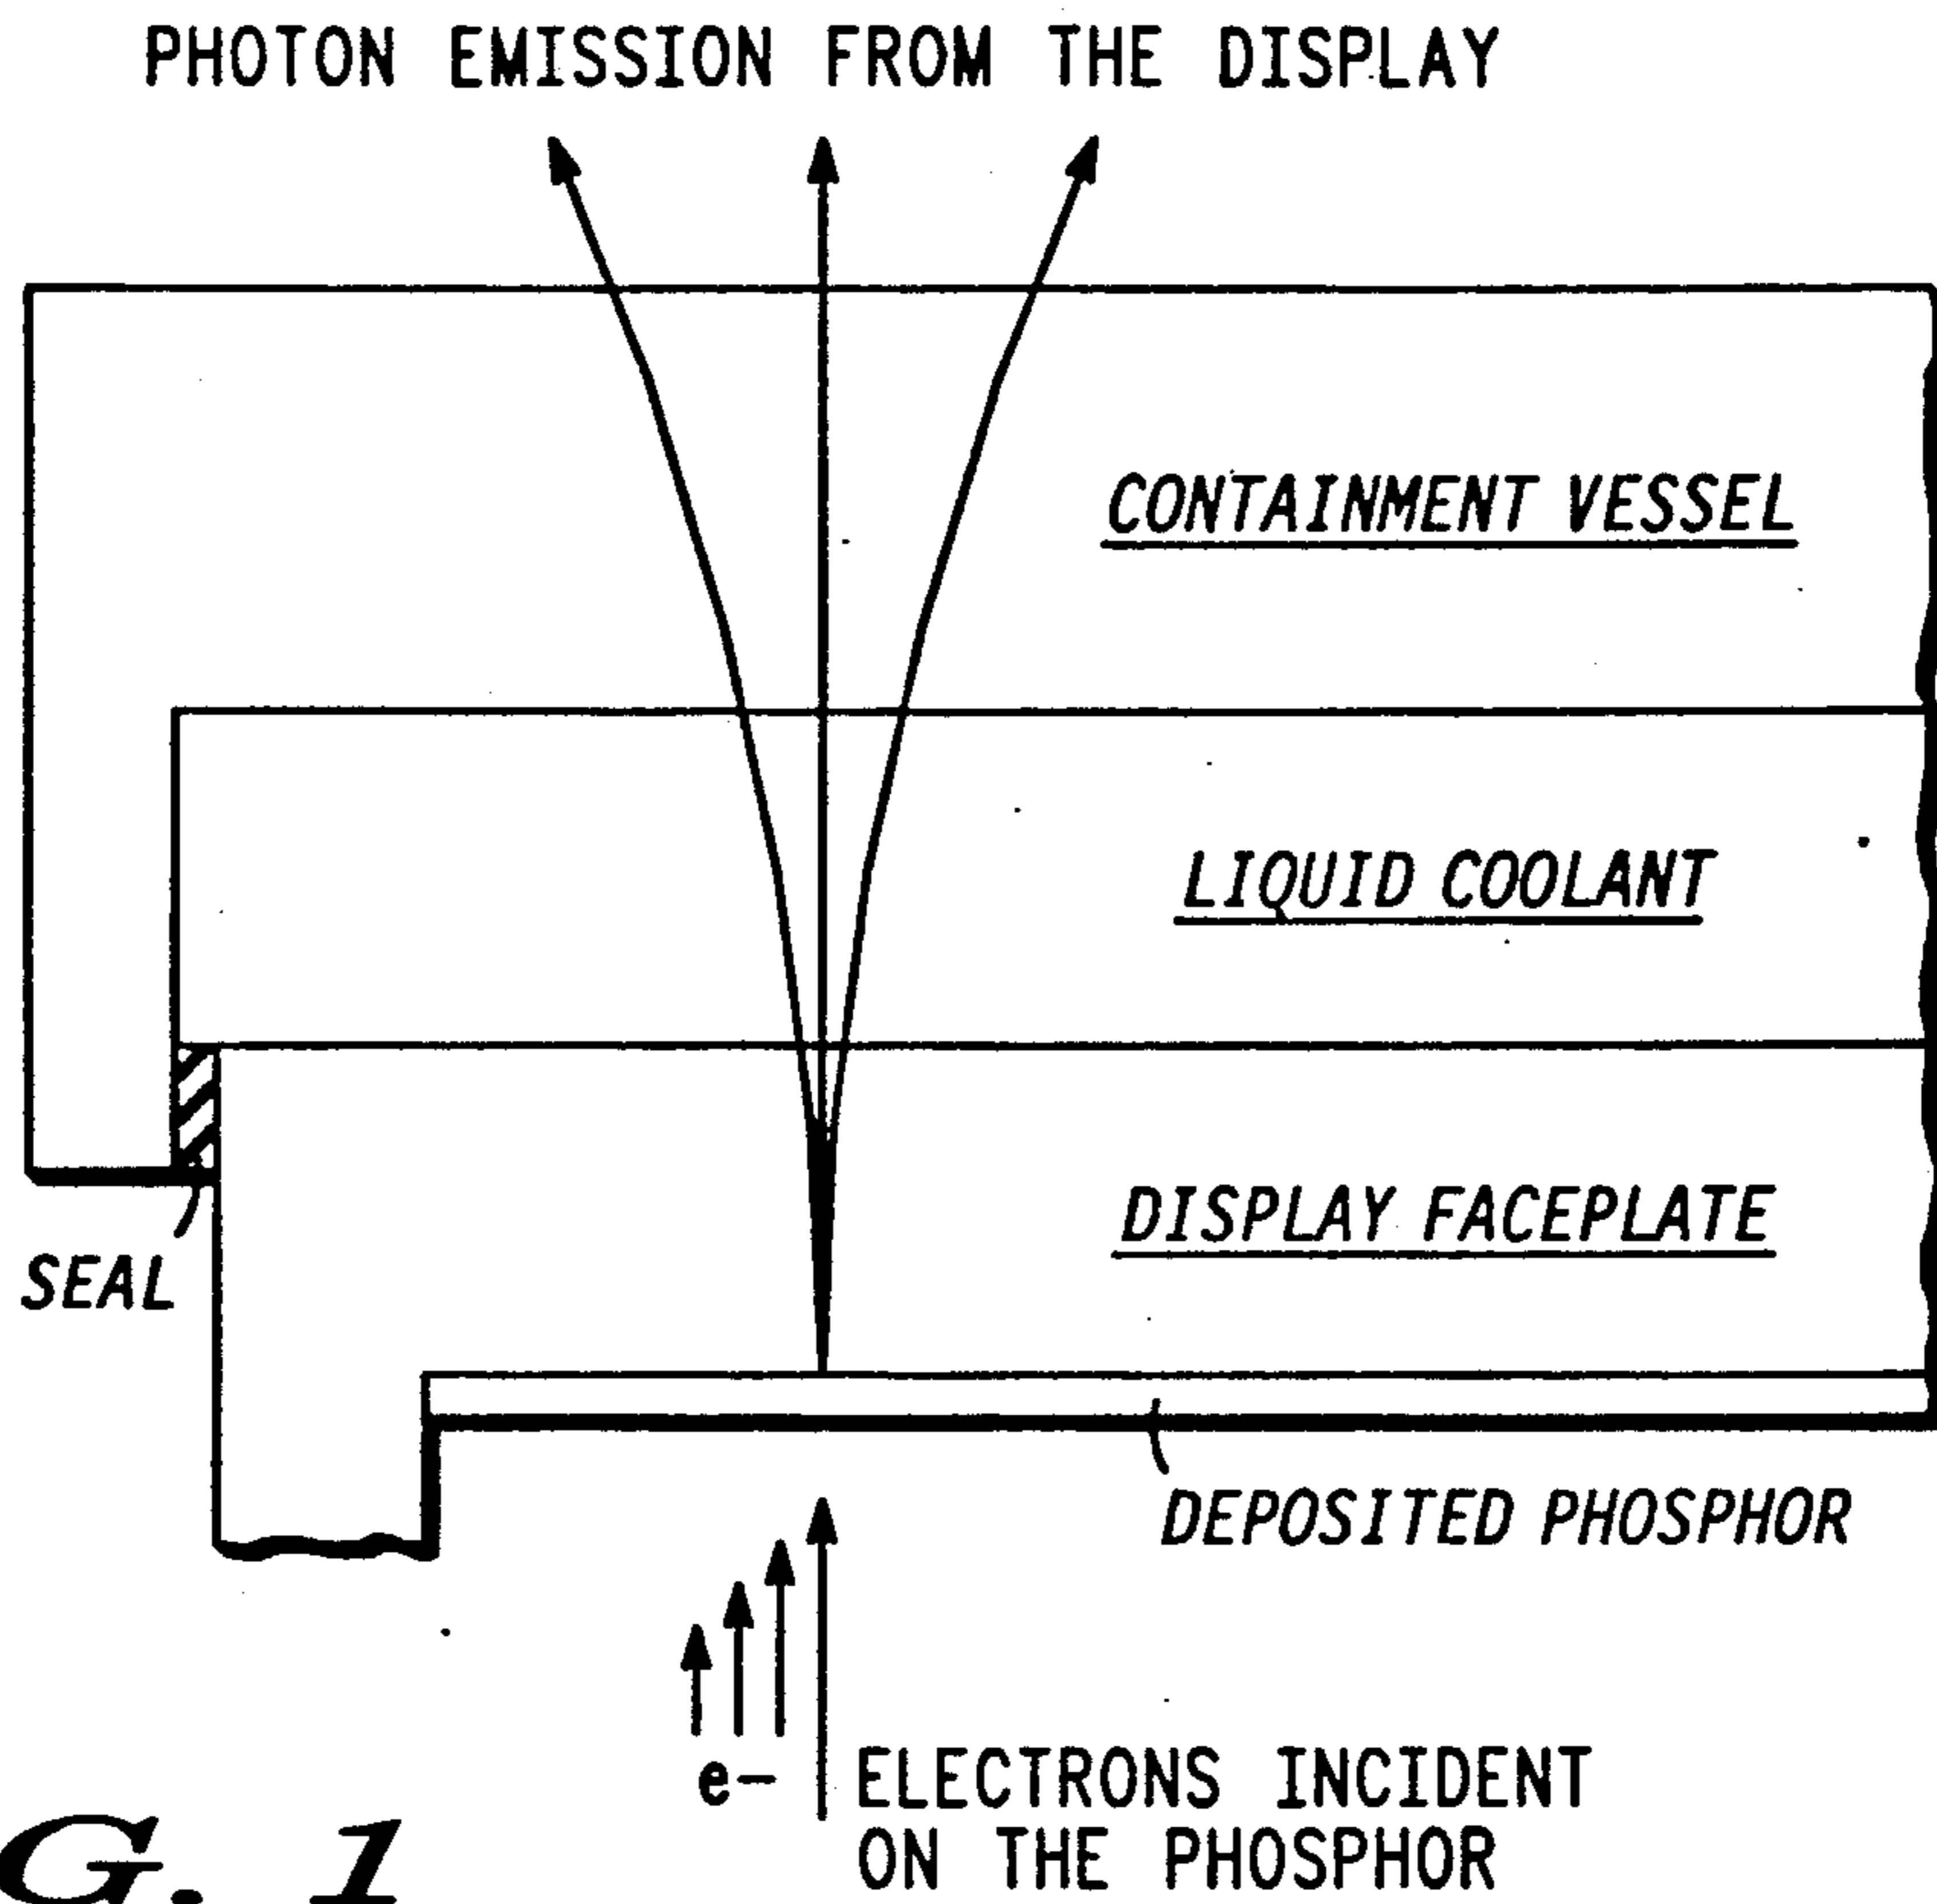 PHOTON EMISSION FROM THE DISPLAY
CONTAINMENT VESSEL
LIQUID COOLANT
DISPLAY FACEPLATE
SEAL
DEPOSITED PHOSPHOR
e-
ELECTRONS INCIDENT
ON THE PHOSPHOR
G. 1